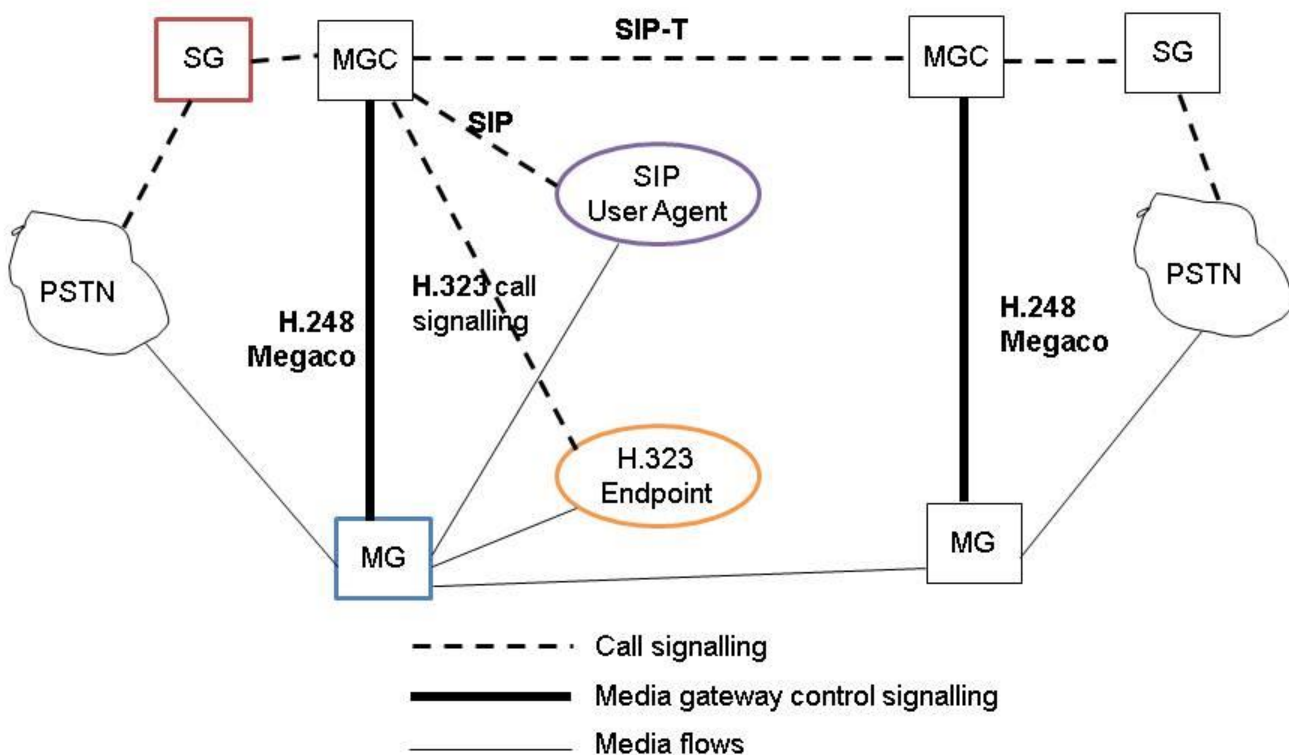 SIP-T
SG
MGC
MGC
SG
SIP
SIP
User Agent
PSTN
PSTN
H.323 call
signalling
H.248
Megaco
H.248
Megaco
H.323
Endpoint
MG
MG
Call signalling
Media gateway control signalling
Media flows